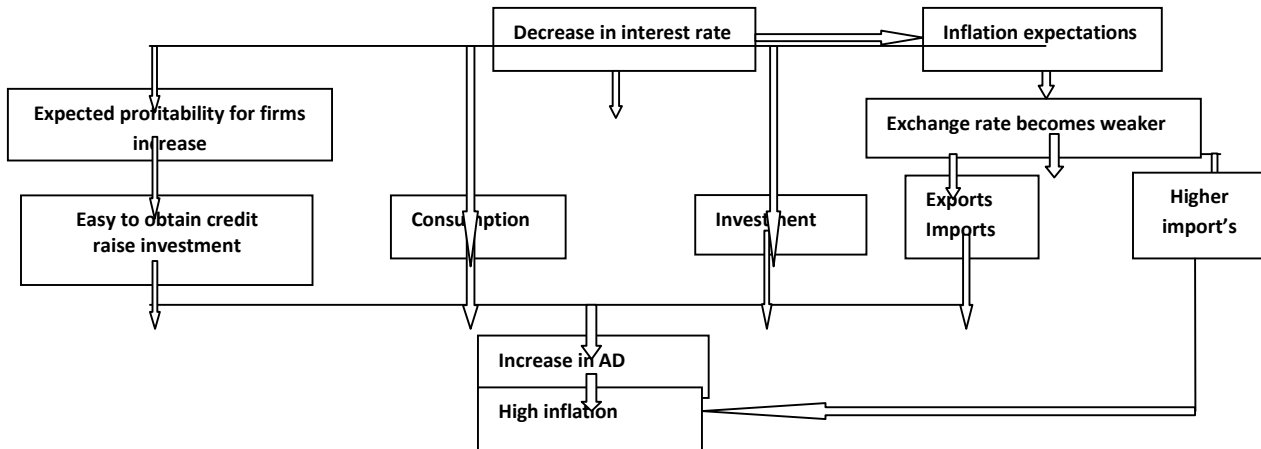 Decrease in interest rate
Inflation expectations
Expected profitability for firms
increase
Exchange rate becomes weaker
Easy to obtain credit
raise investment
Consumption
Investment
Exports
Imports
Higher
import’s
Increase in AD
High inflation